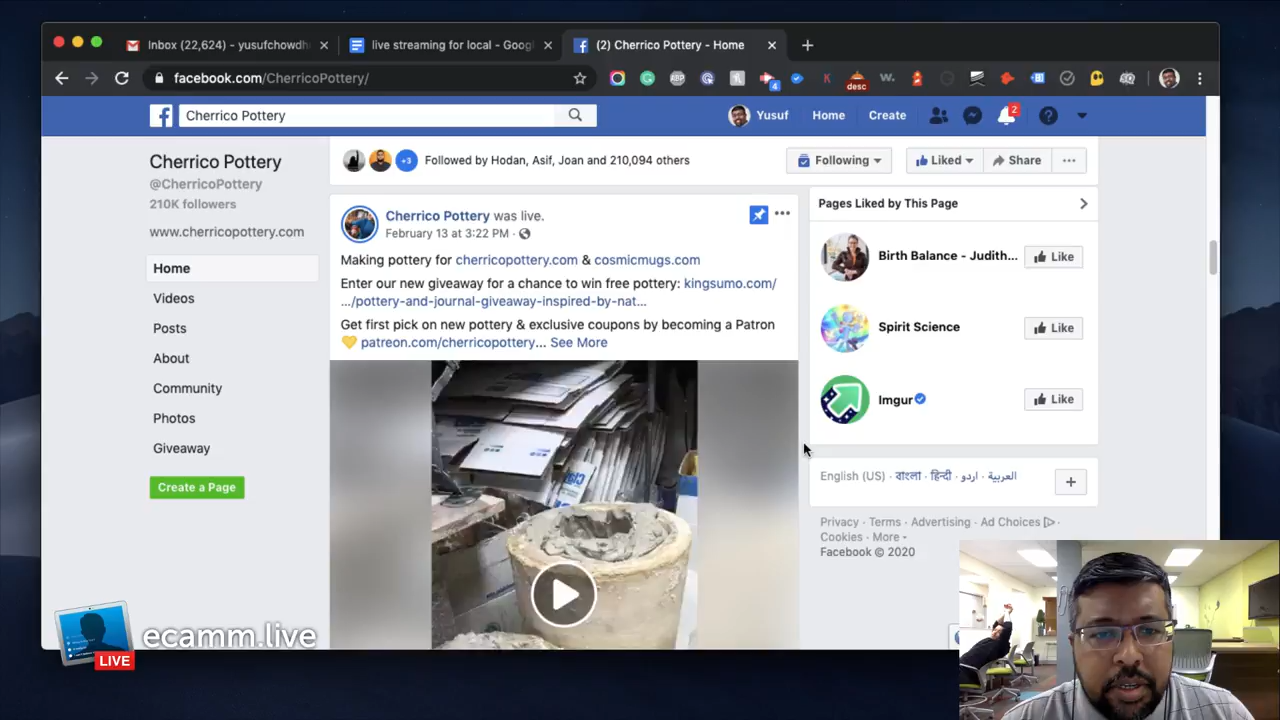 Inbox (22,624) - yusufchowdh
live streaming for local - Googl
(2) Cherrico Pottery - Home
facebook.com/CherricoPottery/
ABP
4
desc
Cherrico Pottery
Yusuf
Home
Create
2
Cherrico Pottery
@CherricoPottery
210K followers
www.cherricopottery.com
Home
Videos
Posts
About
Community
Photos
Giveaway
Create a Page
+3
Followed by Hodan, Asif, Joan and 210,094 others
Following
Liked
Share
Cherrico Pottery was live.
February 13 at 3:22 PM ·
Making pottery for cherricopottery.com & cosmicmugs.com
Enter our new giveaway for a chance to win free pottery: kingsumo.com/
.../pottery-and-journal-giveaway-inspired-by-nat...
Get first pick on new pottery & exclusive coupons by becoming a Patron
patreon.com/cherricopottery... See More
Pages Liked by This Page
Birth Balance - Judith...
Like
Spirit Science
Like
Imgur
Like
English (US) · বাংলা · हिन्दी · اردو · العربية
Privacy · Terms · Advertising · Ad Choices ·
Cookies · More
Facebook © 2020
ecamm.live
LIVE